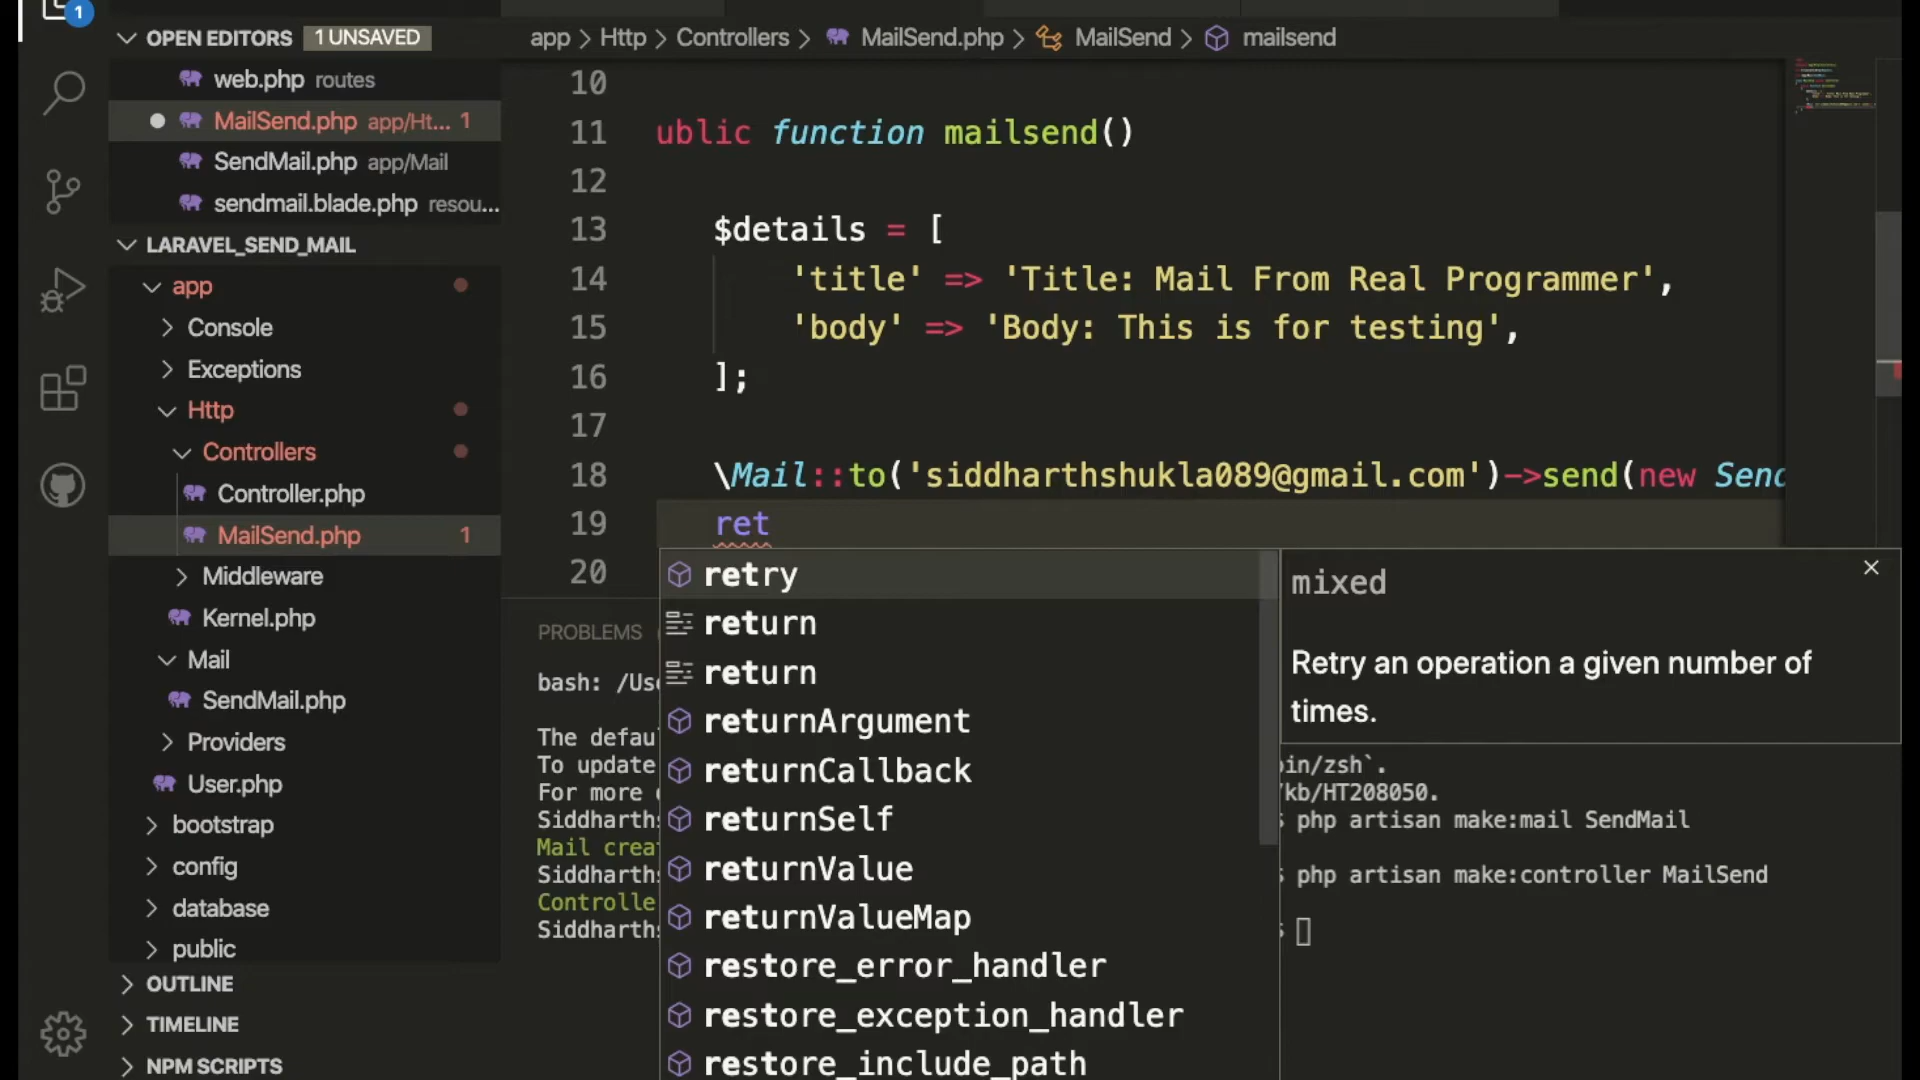 1
OPEN EDITORS 1 UNSAVED
web.php routes
MailSend.php app/Ht... 1
SendMail.php app/Mail
sendmail.blade.php resou...
LARAVEL_SEND_MAIL
app
Console
Exceptions
Http
Controllers
Controller.php
MailSend.php 1
Middleware
Kernel.php
Mail
SendMail.php
Providers
User.php
bootstrap
config
database
public
OUTLINE
TIMELINE
NPM SCRIPTS
app > Http > Controllers > MailSend.php > MailSend > mailsend
10
11 ublic function mailsend()
12
13 $details = [
14 'title' => 'Title: Mail From Real Programmer',
15 'body' => 'Body: This is for testing',
16 ];
17
18 \Mail::to('siddharthshukla089@gmail.com')->send(new Send
19 ret
20
retry
return
return
returnArgument
returnCallback
returnSelf
returnValue
returnValueMap
restore_error_handler
restore_exception_handler
restore_include_path
mixed
Retry an operation a given number of
times.
PROBLEMS
bash: /Use
The defau
To update in/zsh`.
For more /kb/HT208050.
Siddharths php artisan make:mail SendMail
Mail crea
Siddharths php artisan make:controller MailSend
Controlle
Siddharths